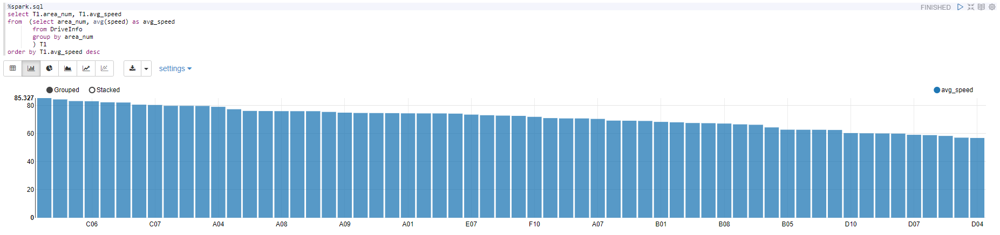 %spark.sql
FINISHED
select T1.area_num, T1.avg_speed
from  (select area_num, avg(speed) as avg_speed
       from DriveInfo
       group by area_num
       ) T1
order by T1.avg_speed desc
settings
Grouped Stacked avg_speed
85.327
80
60
40
20
0
C06 C07 A04 A08 A09 A01 E07 F10 A07 B01 B08 B05 D10 D07 D04